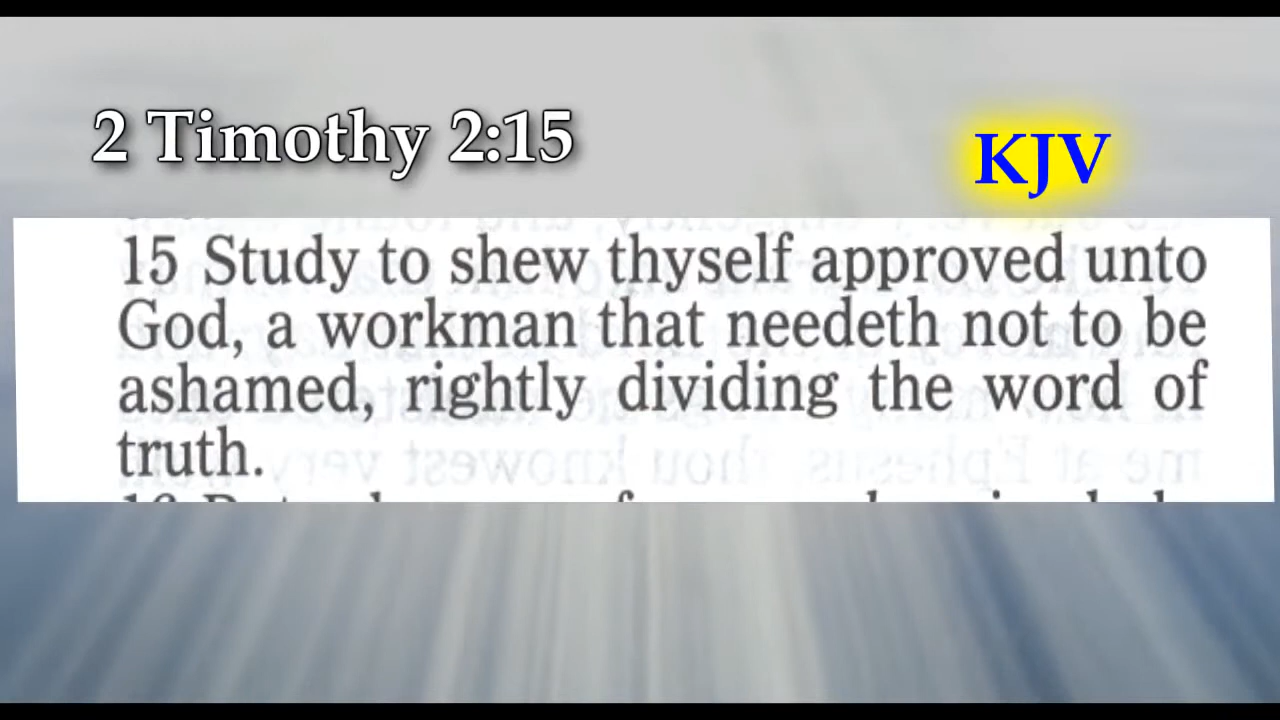 2 Timothy 2:15
KJV
15 Study to shew thyself approved unto
God, a workman that needeth not to be
ashamed, rightly dividing the word of
truth.